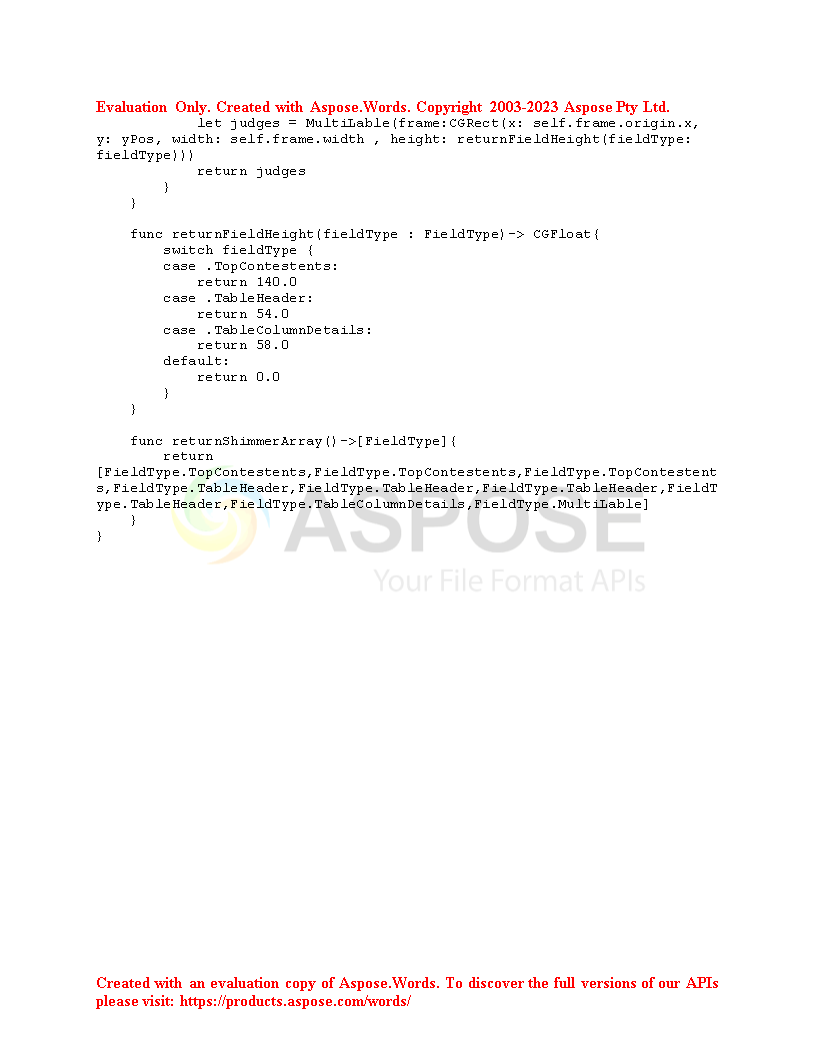 Evaluation Only. Created with Aspose.Words. Copyright 2003-2023 Aspose Pty Ltd.
            let judges = MultiLable(frame:CGRect(x: self.frame.origin.x,
y: yPos, width: self.frame.width , height: returnFieldHeight(fieldType:
fieldType)))
            return judges
        }
    }

    func returnFieldHeight(fieldType : FieldType)-> CGFloat{
        switch fieldType {
        case .TopContestents:
            return 140.0
        case .TableHeader:
            return 54.0
        case .TableColumnDetails:
            return 58.0
        default:
            return 0.0
        }
    }

    func returnShimmerArray()->[FieldType]{
        return
[FieldType.TopContestents,FieldType.TopContestents,FieldType.TopContestent
s,FieldType.TableHeader,FieldType.TableHeader,FieldType.TableHeader,FieldT
ype.TableHeader,FieldType.TableColumnDetails,FieldType.MultiLable]
    }
}
ASPOSE
Your File Format APIs
Created with an evaluation copy of Aspose.Words. To discover the full versions of our APIs
please visit: https://products.aspose.com/words/